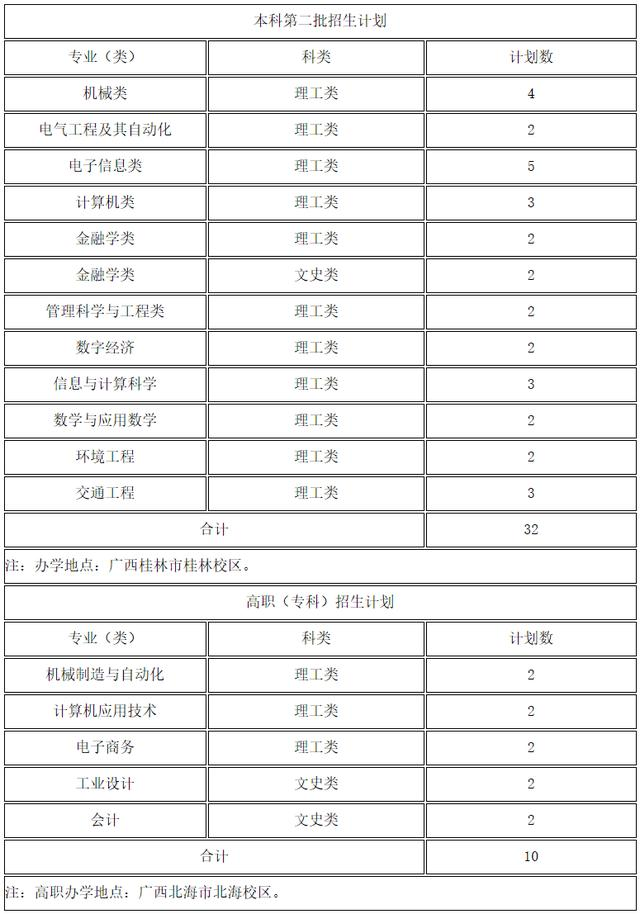 本科第二批招生计划
专业（类） 科类 计划数
机械类 理工类 4
电气工程及其自动化 理工类 2
电子信息类 理工类 5
计算机类 理工类 3
金融学类 理工类 2
金融学类 文史类 2
管理科学与工程类 理工类 2
数字经济 理工类 2
信息与计算科学 理工类 3
数学与应用数学 理工类 2
环境工程 理工类 2
交通工程 理工类 3
合计 32
注：办学地点：广西桂林市桂林校区。
高职（专科）招生计划
专业（类） 科类 计划数
机械制造与自动化 理工类 2
计算机应用技术 理工类 2
电子商务 理工类 2
工业设计 文史类 2
会计 文史类 2
合计 10
注：高职办学地点：广西北海市北海校区。